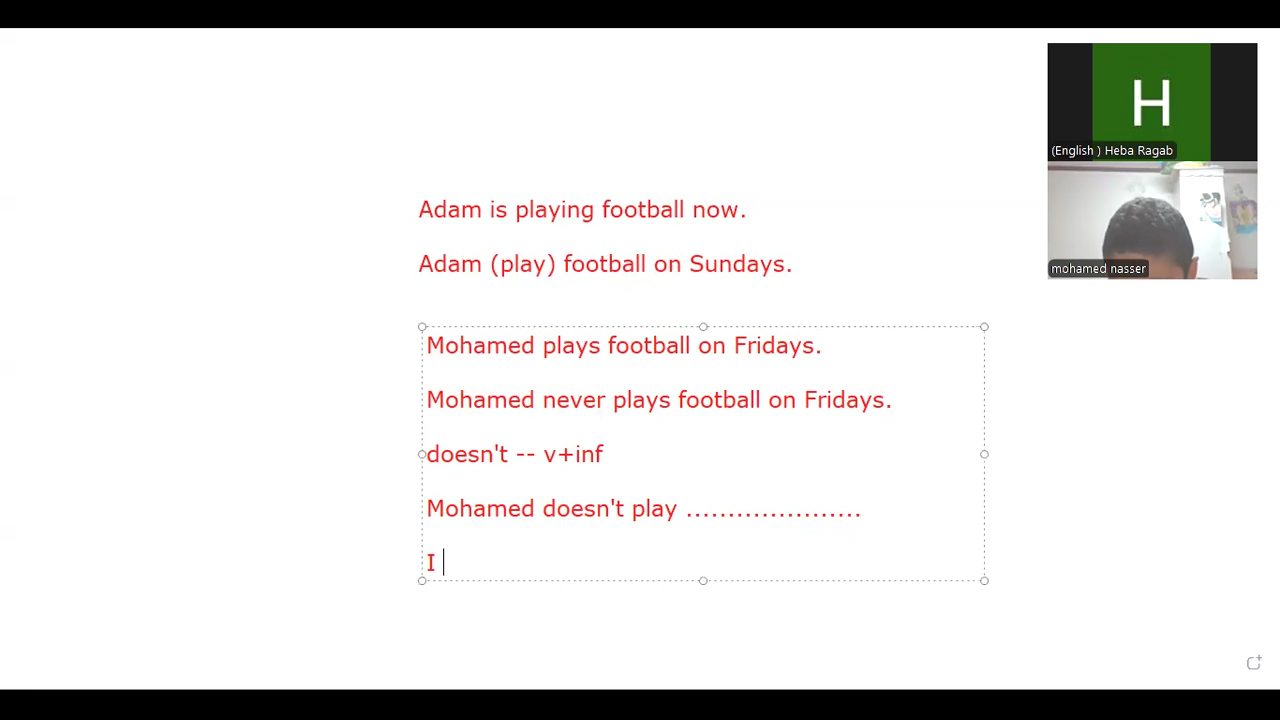 H
(English ) Heba Ragab
Adam is playing football now.
mohamed nasser
Adam (play) football on Sundays.
Mohamed plays football on Fridays.
Mohamed never plays football on Fridays.
doesn't -- v+inf
Mohamed doesn't play .....................
I